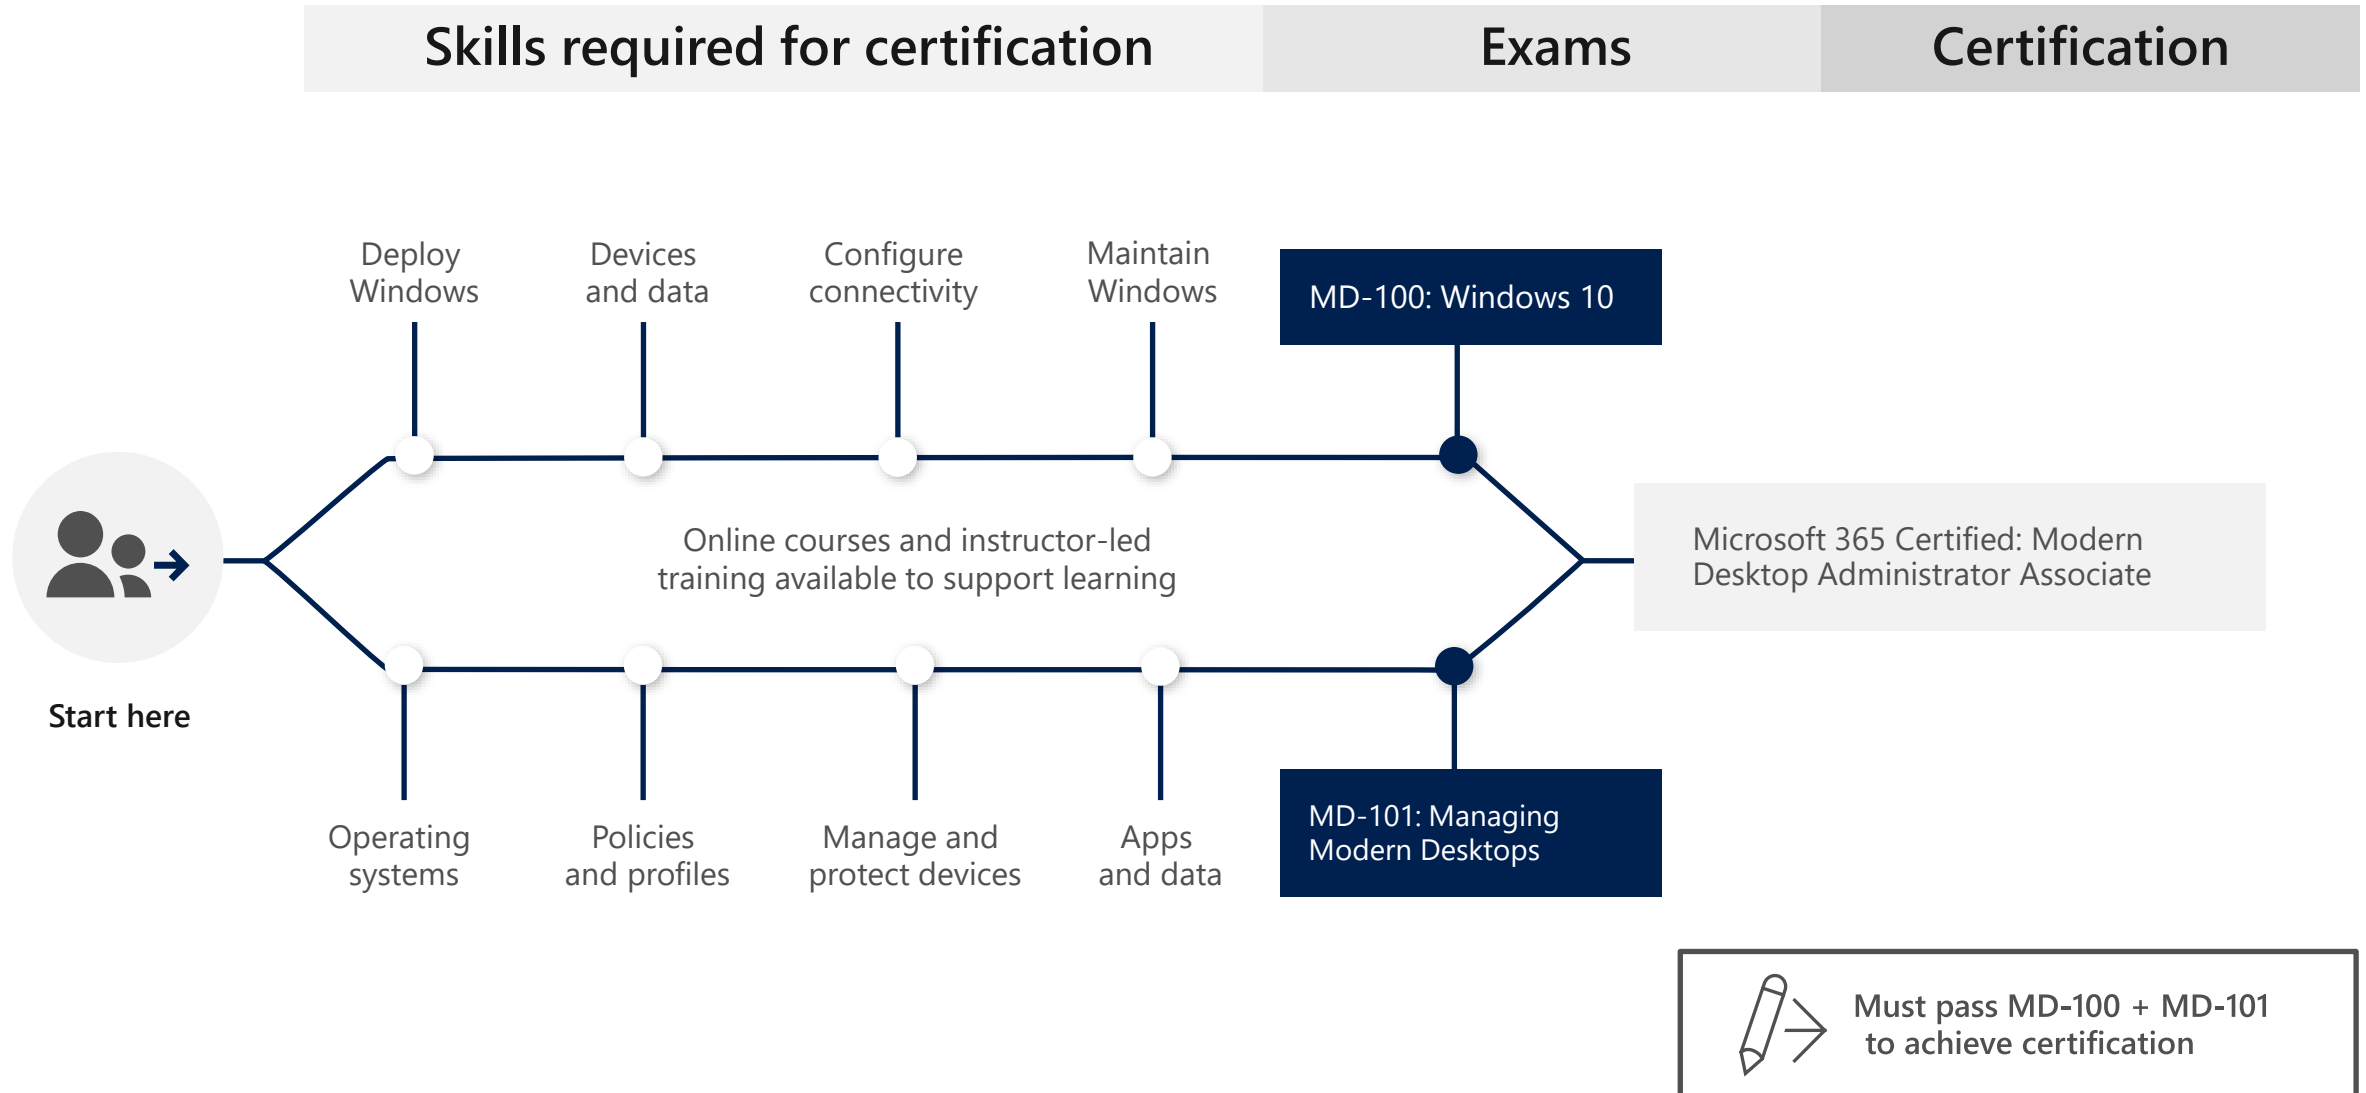 Skills required for certification
Exams
Certification
Deploy
Windows
Devices
and data
Configure
connectivity
Maintain
Windows
MD-100: Windows 10
Online courses and instructor-led
training available to support learning
Microsoft 365 Certified: Modern
Desktop Administrator Associate
Start here
Operating
systems
Policies
and profiles
Manage and
protect devices
Apps
and data
MD-101: Managing
Modern Desktops
Must pass MD-100 + MD-101
to achieve certification